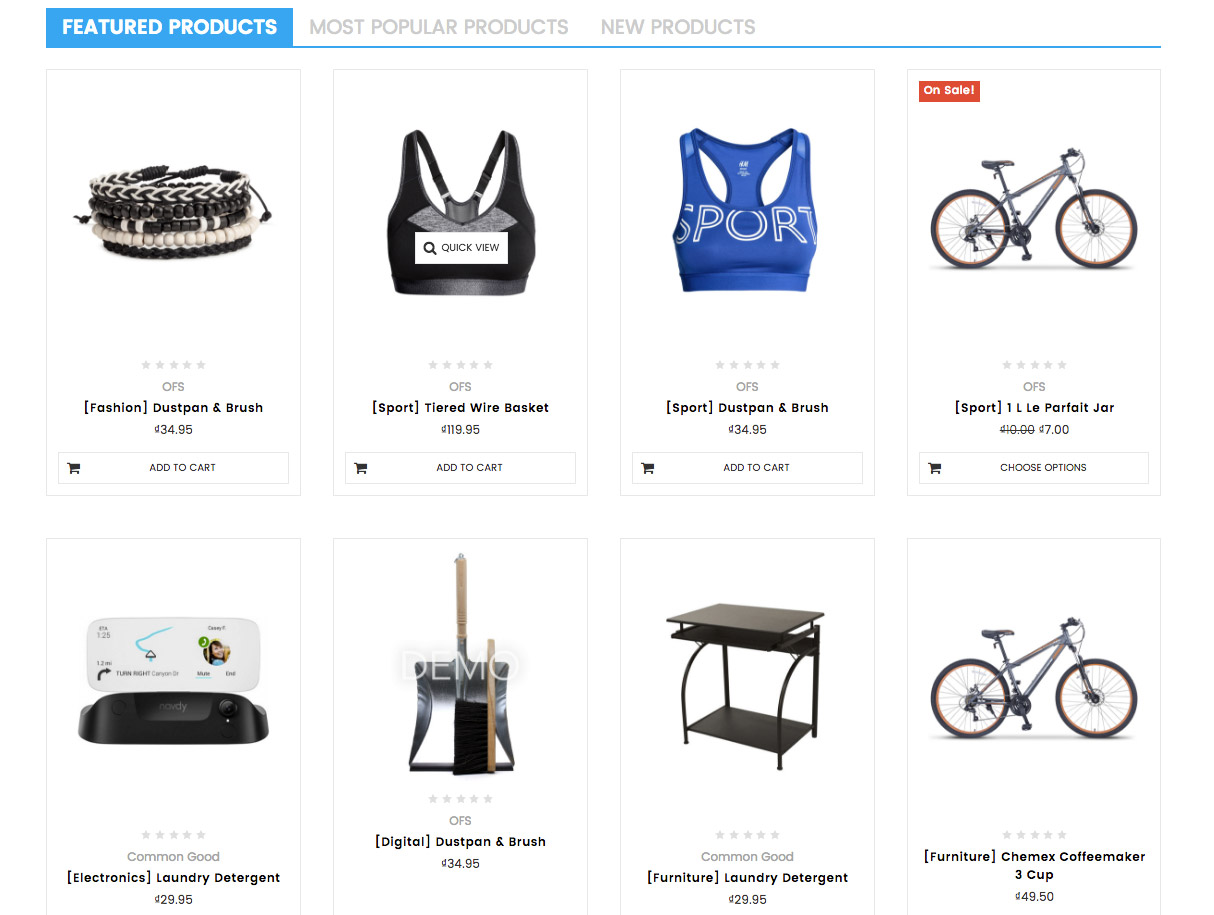 FEATURED PRODUCTS MOST POPULAR PRODUCTS NEW PRODUCTS
On Sale!
QUICK VIEW
H&M
SPORT
OFS
[Fashion] Dustpan & Brush
₫34.95
ADD TO CART
OFS
[Sport] Tiered Wire Basket
₫119.95
ADD TO CART
OFS
[Sport] Dustpan & Brush
₫34.95
ADD TO CART
OFS
[Sport] 1 L Le Parfait Jar
₫10.00 ₫7.00
CHOOSE OPTIONS
ETA
1:25
Casey F.
1.2 mi
TURN RIGHT Canyon Dr
Mute End
navdy
Common Good
[Electronics] Laundry Detergent
₫29.95
DEMO
OFS
[Digital] Dustpan & Brush
₫34.95
Common Good
[Furniture] Laundry Detergent
₫29.95
[Furniture] Chemex Coffeemaker
3 Cup
₫49.50